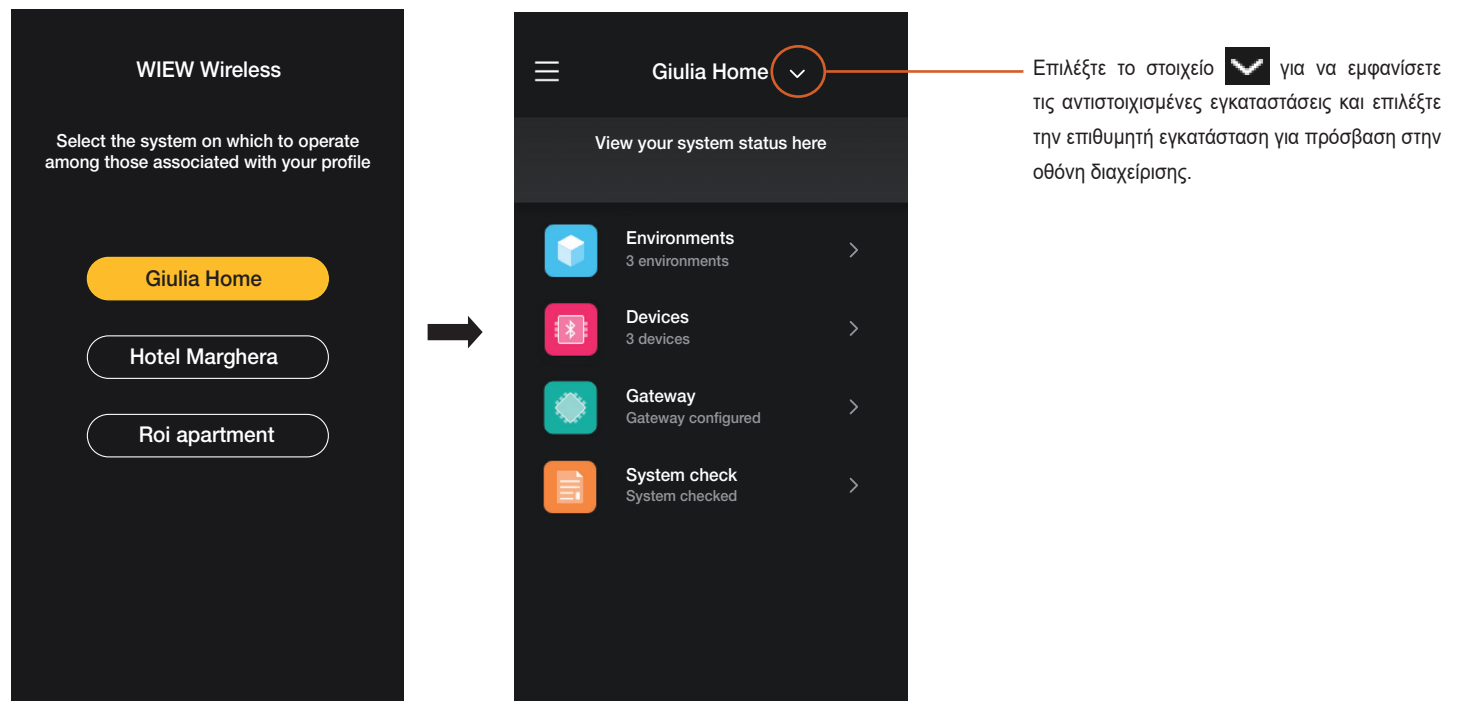 WIEW Wireless
Select the system on which to operate
among those associated with your profile
Giulia Home
Hotel Marghera
Roi apartment
Giulia Home
View your system status here
Environments
3 environments
Devices
3 devices
Gateway
Gateway configured
System check
System checked
Επιλέξτε το στοιχείο για να εμφανίσετε
τις αντιστοιχισμένες εγκαταστάσεις και επιλέξτε
την επιθυμητή εγκατάσταση για πρόσβαση στην
οθόνη διαχείρισης.